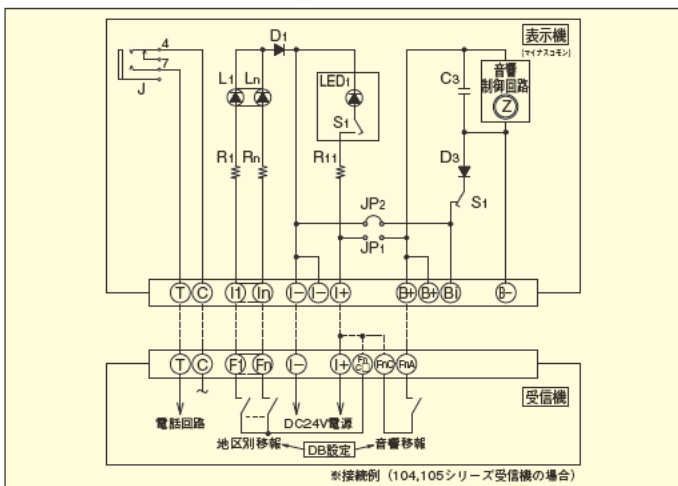 表示機
(マイナスコモン)
4
7
J
D1
L1 Ln
LED1
S1
C3
音響
制御回路
Z
R1 Rn
R11
D3
S1
JP2
JP1
T C I1 In I- I- I+ B+ B+ Bi B-
T C F1 Fn I- I+ Fn C FnC FnA
受信機
電話回路
DC24V電源
地区別移報
DB設定
音響移報
※接続例(104,105シリーズ受信機の場合)